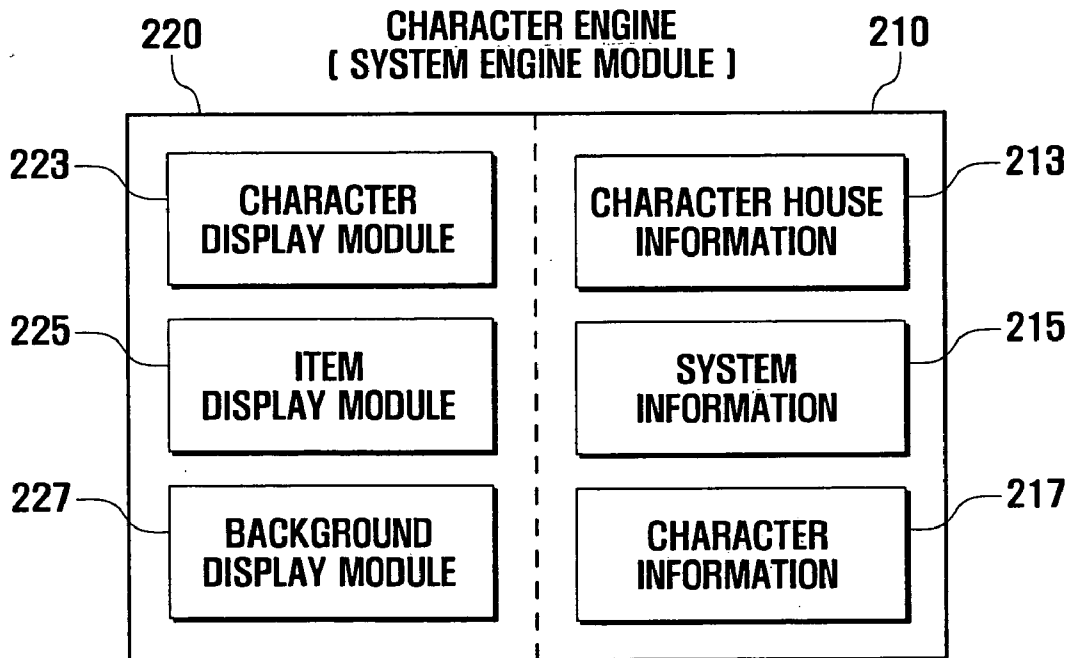 CHARACTER ENGINE
[ SYSTEM ENGINE MODULE ]
220
210
223
CHARACTER
DISPLAY MODULE
CHARACTER HOUSE
INFORMATION
213
225
ITEM
DISPLAY MODULE
SYSTEM
INFORMATION
215
227
BACKGROUND
DISPLAY MODULE
CHARACTER
INFORMATION
217